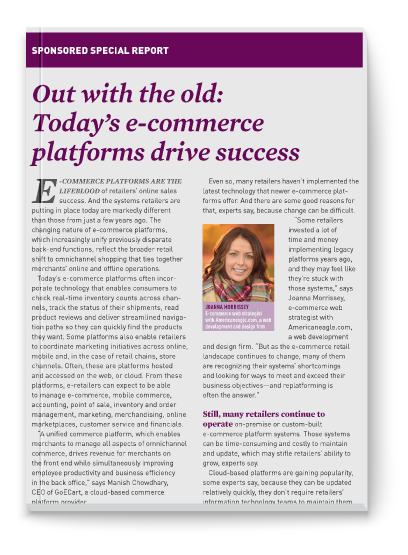 SPONSORED SPECIAL REPORT
Out with the old:
Today's e-commerce
platforms drive success
E-COMMERCE PLATFORMS ARE THE
LIFEBLOOD of retailers' online sales
success. And the systems retailers are
putting in place today are markedly different
than those from just a few years ago. The
changing nature of e-commerce platforms,
which increasingly unify previously disparate
back-end functions, reflect the broader retail
shift to omnichannel shopping that ties together
merchants' online and offline operations.
Today's e-commerce platforms often incor-
porate technology that enables consumers to
check real-time inventory counts across chan-
nels, track the status of their shipments, read
product reviews and deliver streamlined naviga-
tion paths so they can quickly find the products
they want. Some platforms also enable retailers
to coordinate marketing initiatives across online,
mobile and, in the case of retail chains, store
channels. Often, these are platforms hosted
and accessed on the web, or cloud. From these
platforms, e-retailers can expect to be able
to manage e-commerce, mobile commerce,
accounting, point of sale, inventory and order
management, marketing, merchandising, online
marketplaces, customer service and financials.
"A unified commerce platform, which enables
merchants to manage all aspects of omnichannel
commerce, drives revenue for merchants on
the front end while simultaneously improving
employee productivity and business efficiency
in the back office," says Manish Chowdhary,
CEO of GoECart, a cloud-based commerce
platform provider.
Even so, many retailers haven't implemented the
latest technology that newer e-commerce plat-
forms offer. And there are some good reasons for
that, experts say, because change can be difficult.
"Some retailers
invested a lot of
time and money
implementing legacy
platforms years ago,
and they may feel like
they're stuck with
those systems," says
Joanna Morrissey,
e-commerce web
strategist with
Americaneagle.com,
a web development
and design firm. "But as the e-commerce retail
landscape continues to change, many of them
are recognizing their systems' shortcomings
and looking for ways to meet and exceed their
business objectives—and replatforming is
often the answer."
JOANNA MORRISSEY
E-commerce web strategist
with Americaneagle.com, a web
development and design firm
Still, many retailers continue to
operate on-premise or custom-built
e-commerce platform systems. Those systems
can be time-consuming and costly to maintain
and update, which may stifle retailers' ability to
grow, experts say.
Cloud-based platforms are gaining popularity,
some experts say, because they can be updated
relatively quickly, they don't require retailers'
information technology teams to maintain them